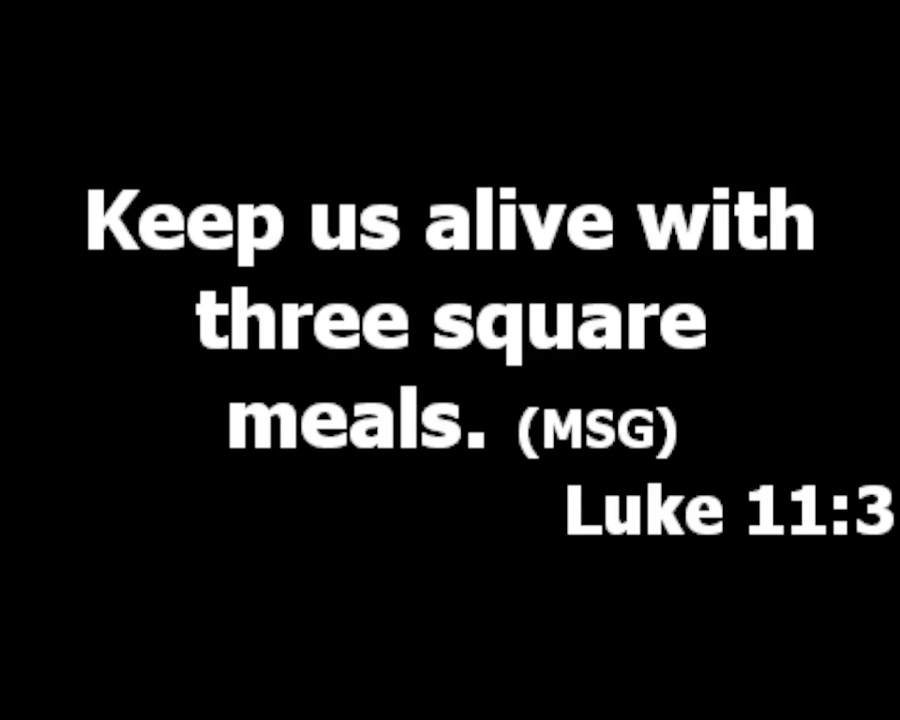 Keep us alive with
three square
meals. (MSG)
Luke 11:3